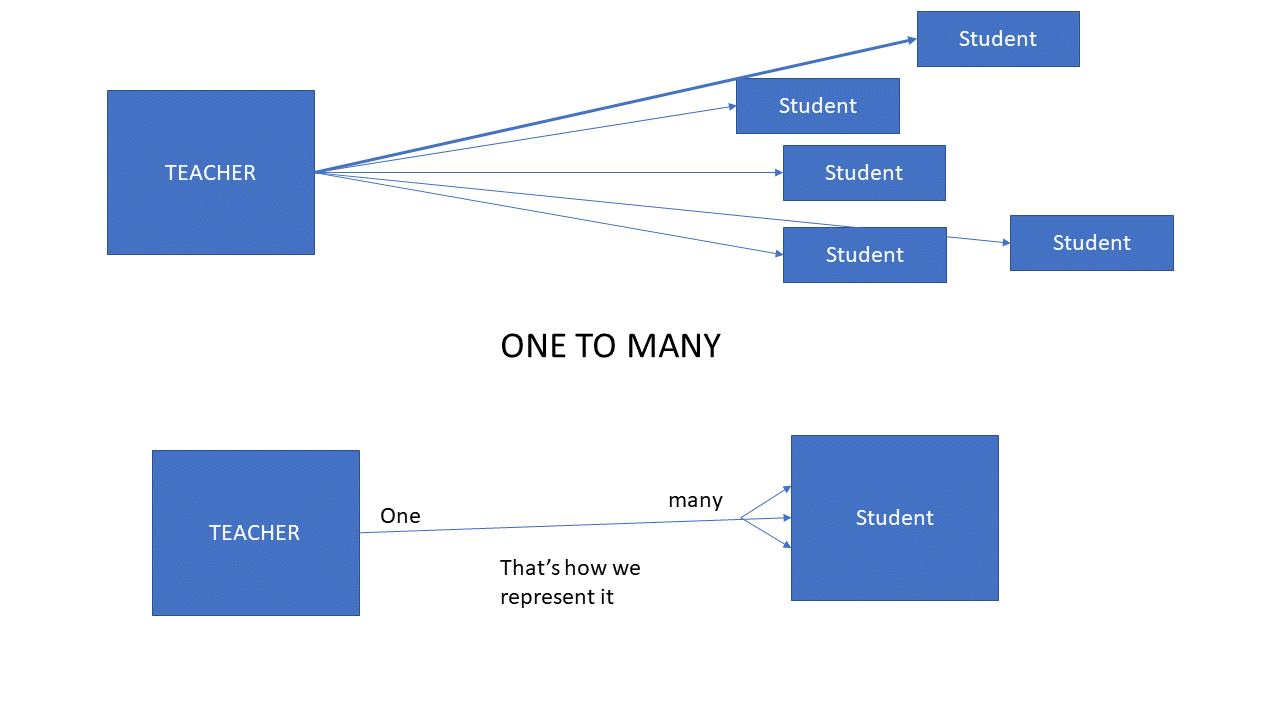 Student
Student
TEACHER
Student
Student
Student
ONE TO MANY
many
One
Student
TEACHER
That’s how we
represent it